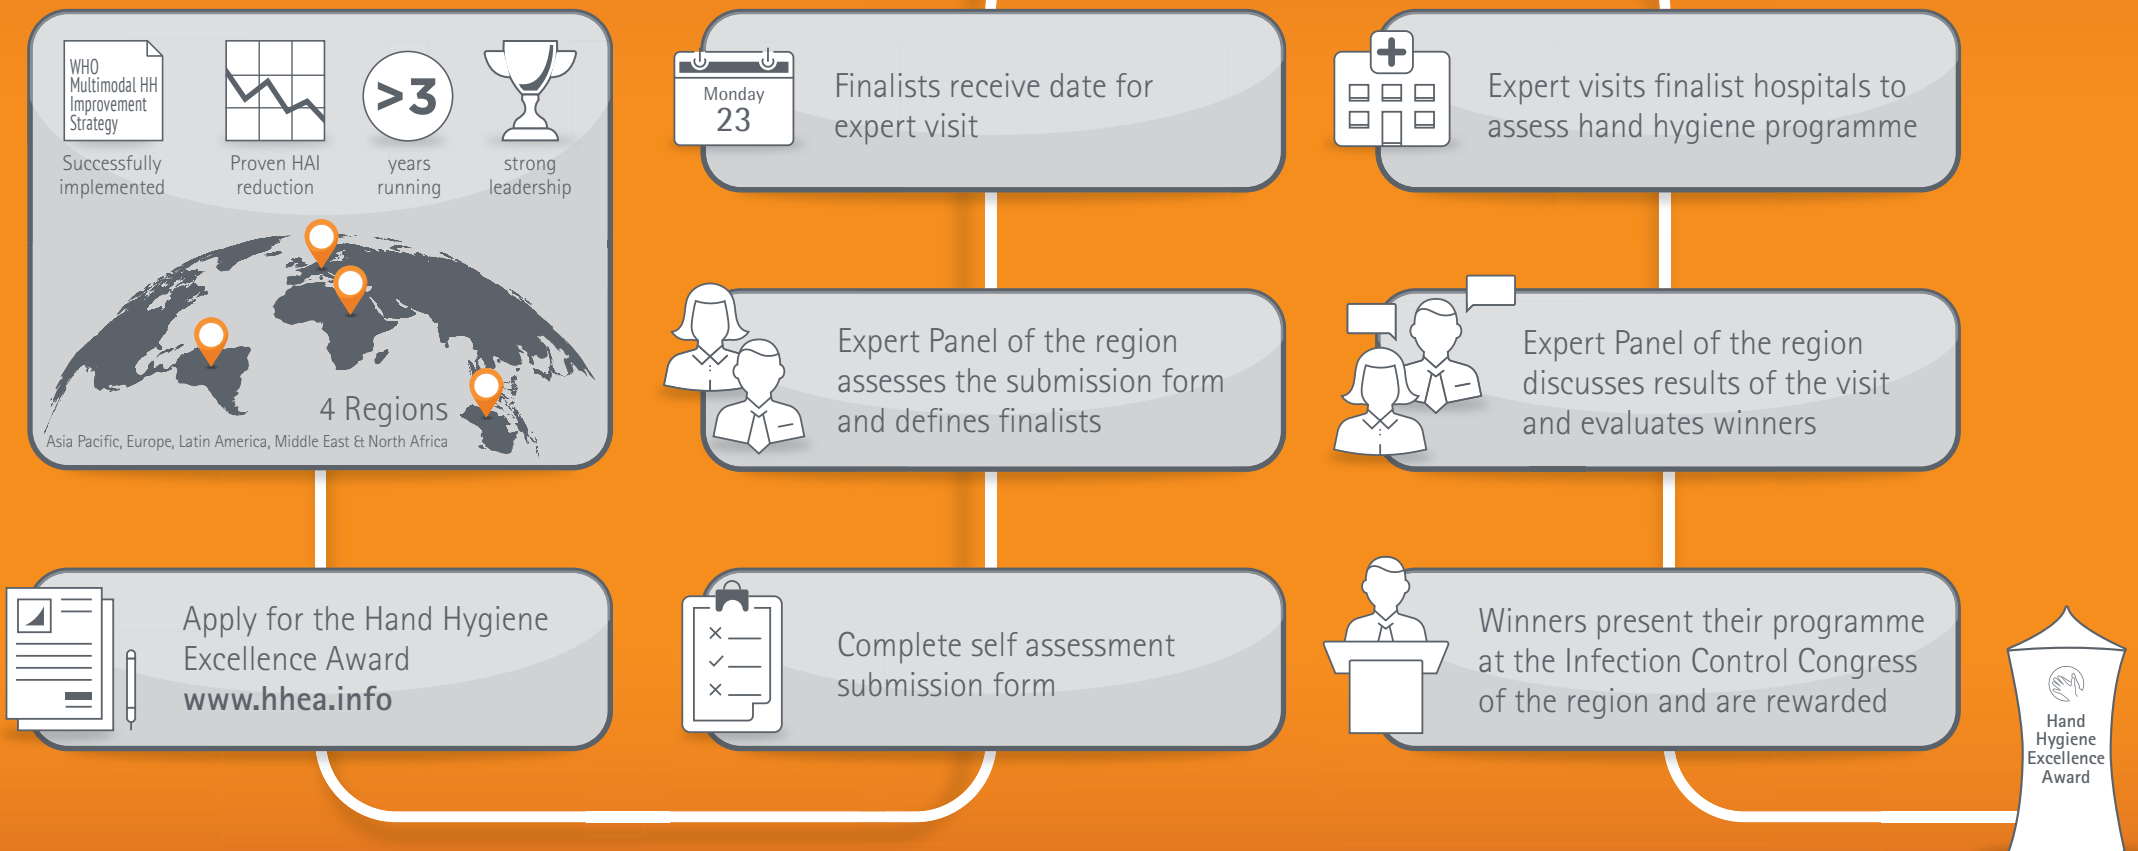 WHO
Multimodal HH
Improvement
Strategy
Successfully
implemented
Proven HAI
reduction
>3
years
running
strong
leadership
4 Regions
Asia Pacific, Europe, Latin America, Middle East & North Africa
Apply for the Hand Hygiene
Excellence Award
www.hhea.info
Complete self assessment
submission form
Expert Panel of the region
assesses the submission form
and defines finalists
Monday
23
Finalists receive date for
expert visit
Expert visits finalist hospitals to
assess hand hygiene programme
Expert Panel of the region
discusses results of the visit
and evaluates winners
Winners present their programme
at the Infection Control Congress
of the region and are rewarded
Hand
Hygiene
Excellence
Award